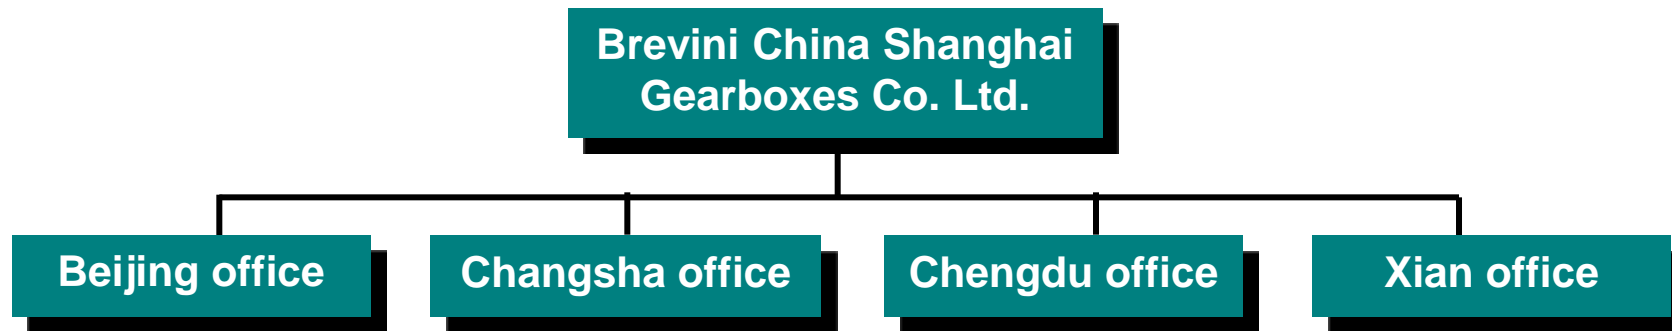 Brevini China Shanghai
Gearboxes Co. Ltd.
Beijing office
Changsha office
Chengdu office
Xian office